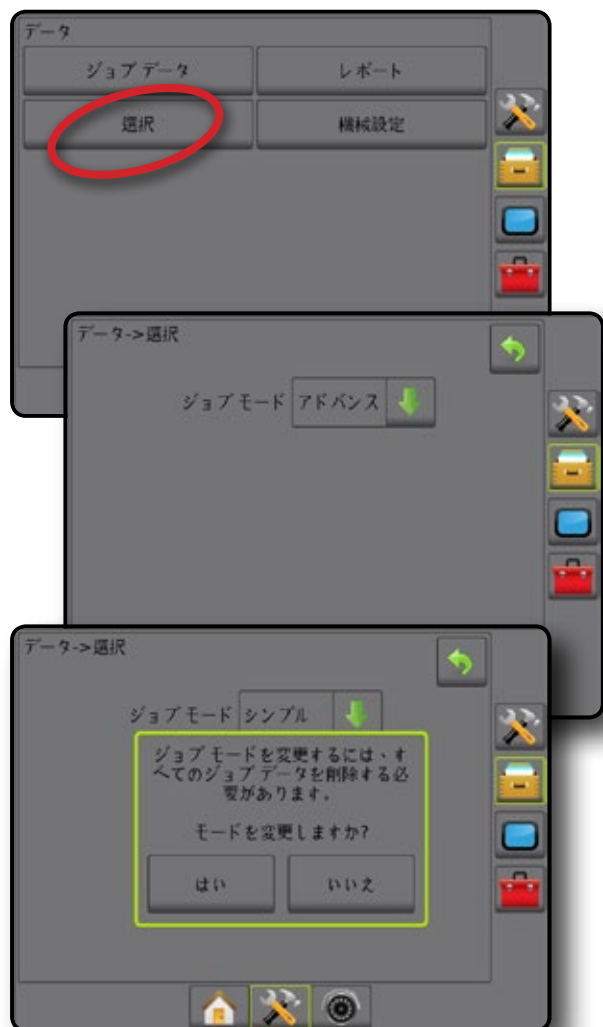 データ
ジョブ データ
レポート
選択
機械設定
データ->選択
ジョブ モード アドバンス
データ->選択
ジョブ モード シンプル
ジョブ モードを変更するには、す
べてのジョブ データを削除する必
要があります。
モードを変更しますか?
はい
いいえ